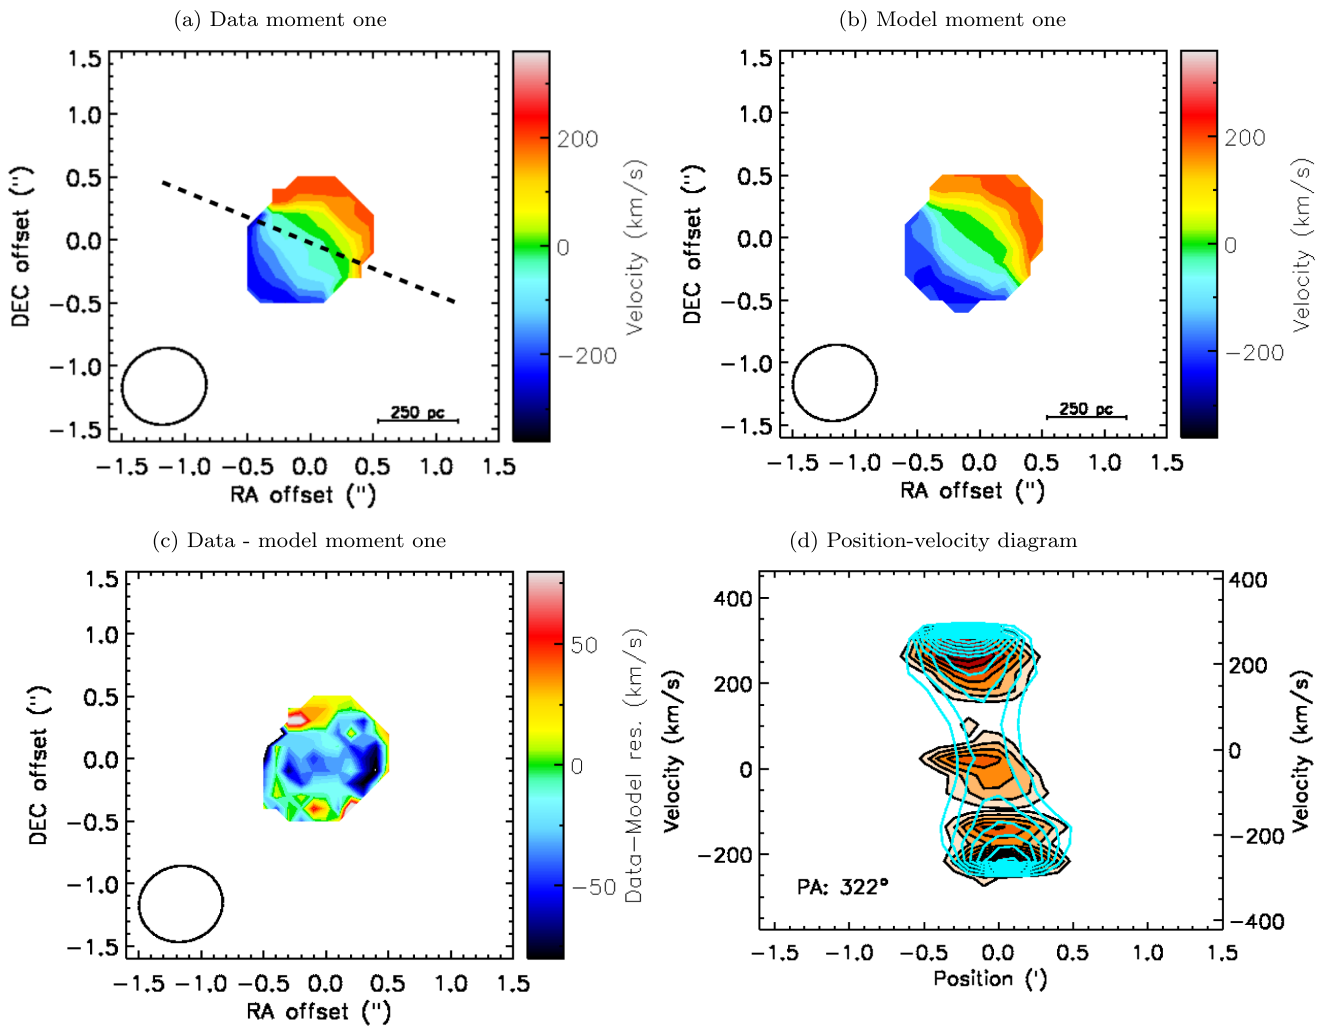 (a) Data moment one
(b) Model moment one
1.5
1.0
0.5
0.0
−0.5
−1.0
−1.5
DEC offset ('')
−1.5 −1.0 −0.5 0.0 0.5 1.0 1.5
RA offset ('')
250 pc
200
0
−200
Velocity (km/s)
1.5
1.0
0.5
0.0
−0.5
−1.0
−1.5
DEC offset ('')
−1.5 −1.0 −0.5 0.0 0.5 1.0 1.5
RA offset ('')
250 pc
200
0
−200
Velocity (km/s)
(c) Data - model moment one
(d) Position-velocity diagram
1.5
1.0
0.5
0.0
−0.5
−1.0
−1.5
DEC offset ('')
−1.5 −1.0 −0.5 0.0 0.5 1.0 1.5
RA offset ('')
50
0
−50
Data−Model res. (km/s)
400
200
0
−200
Velocity (km/s)
PA: 322°
−1.5 −1.0 −0.5 0.0 0.5 1.0 1.5
Position (')
400
200
0
−200
−400
Velocity (km/s)